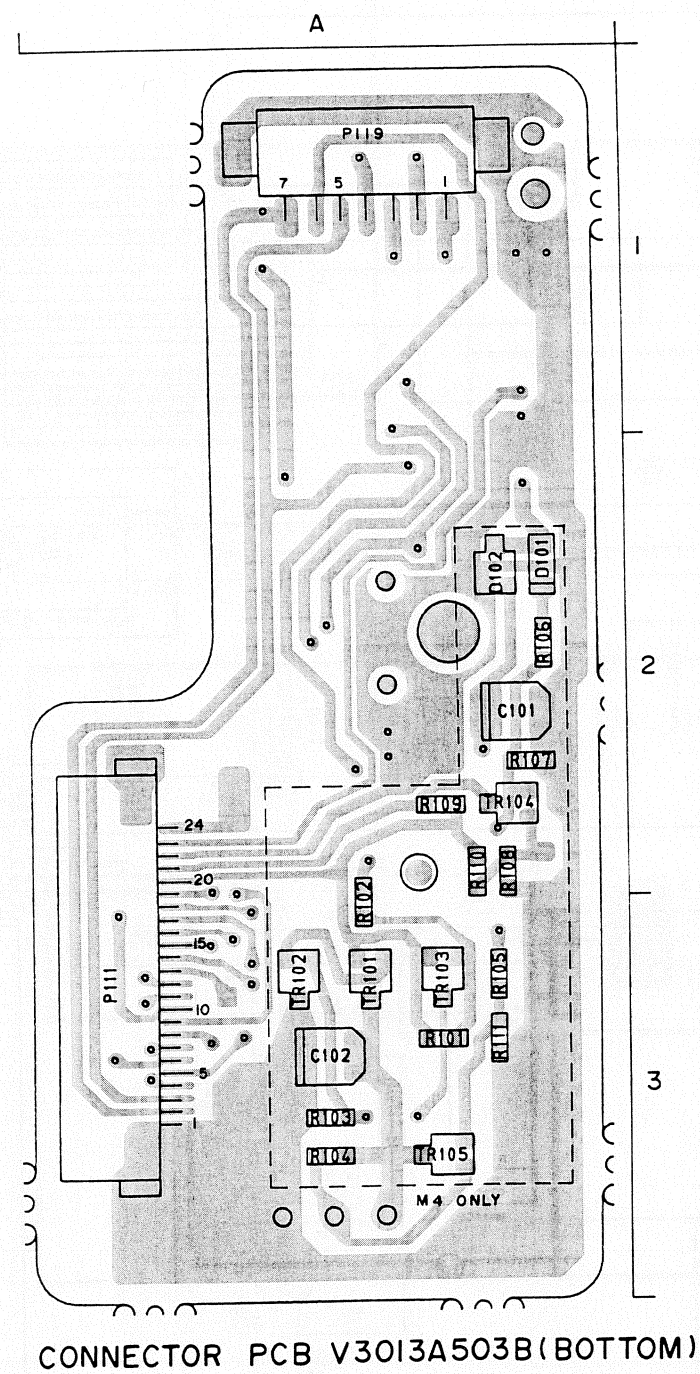 A
P119
7 5 1
1
D102
D101
R106
2
C101
R107
R109
TR104
24
R110
R108
20
R102
15
TR102
TR101
TR103
R105
P111
10
R101
R111
C102
5
3
R103
1
R104
TR105
M4 ONLY
CONNECTOR PCB V3013A503B(BOTTOM)